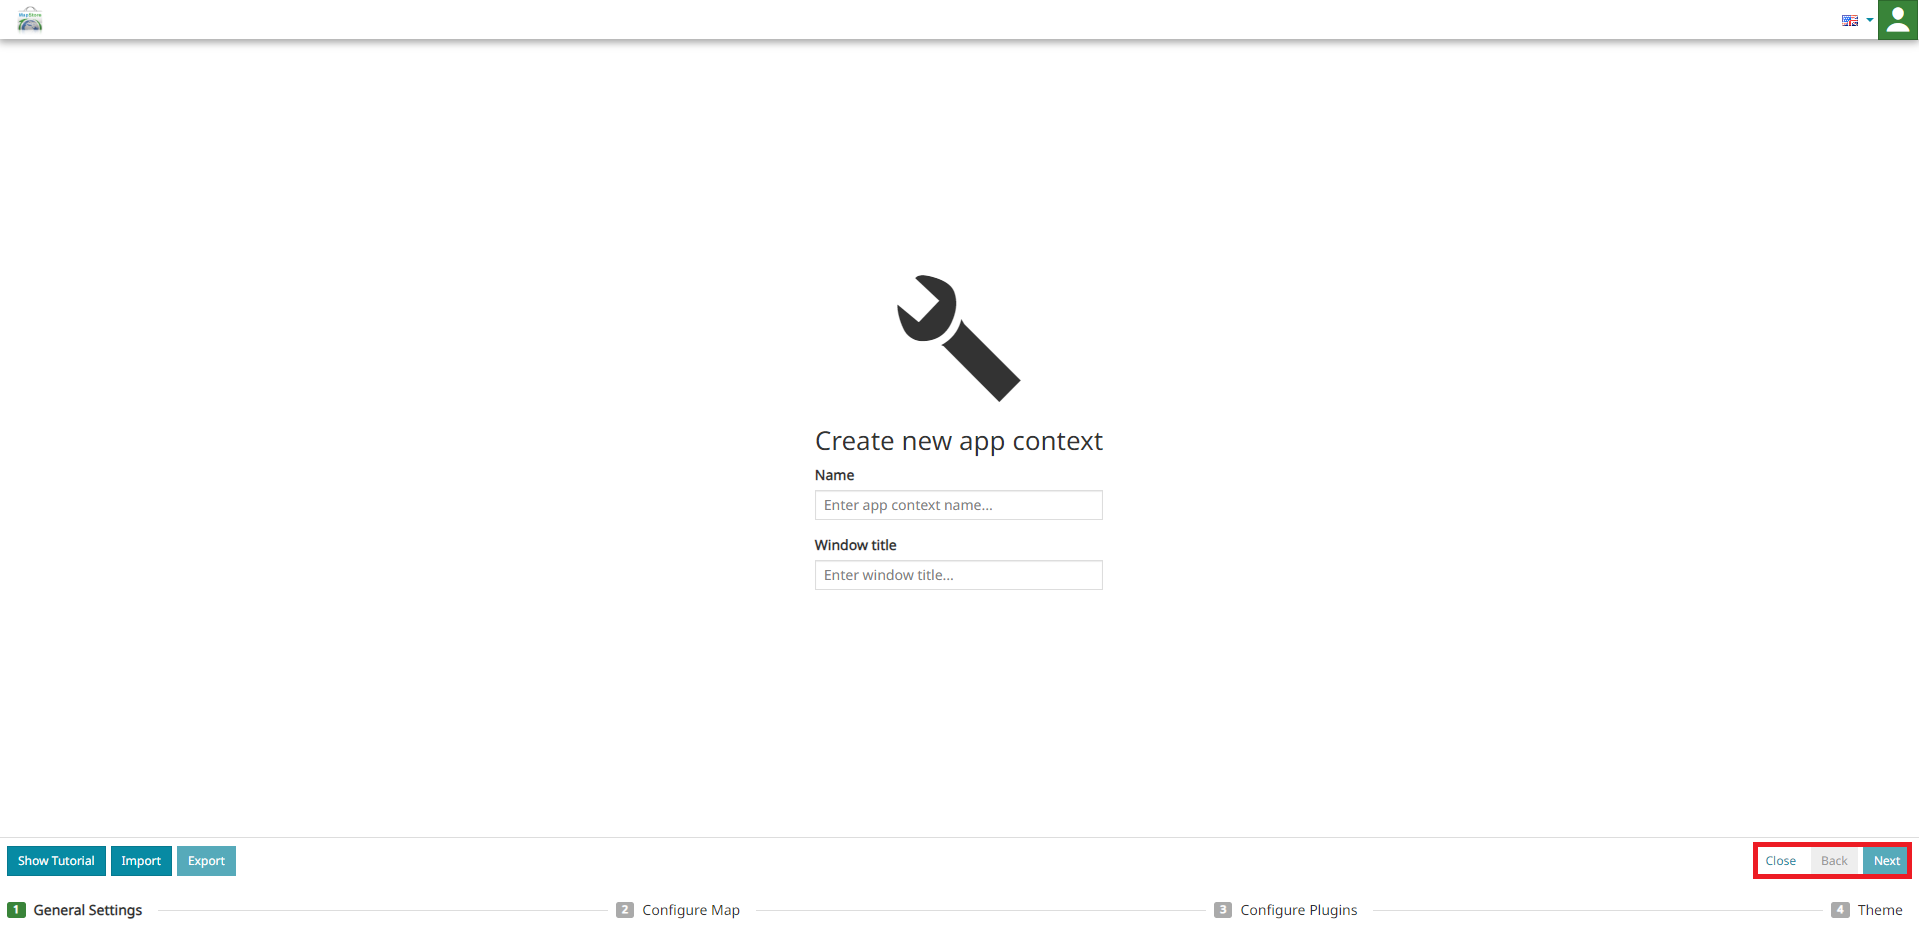 MapStore
Create new app context
Name
Enter app context name...
Window title
Enter window title...
Show Tutorial Import Export Close Back Next
1 General Settings 2 Configure Map 3 Configure Plugins 4 Theme